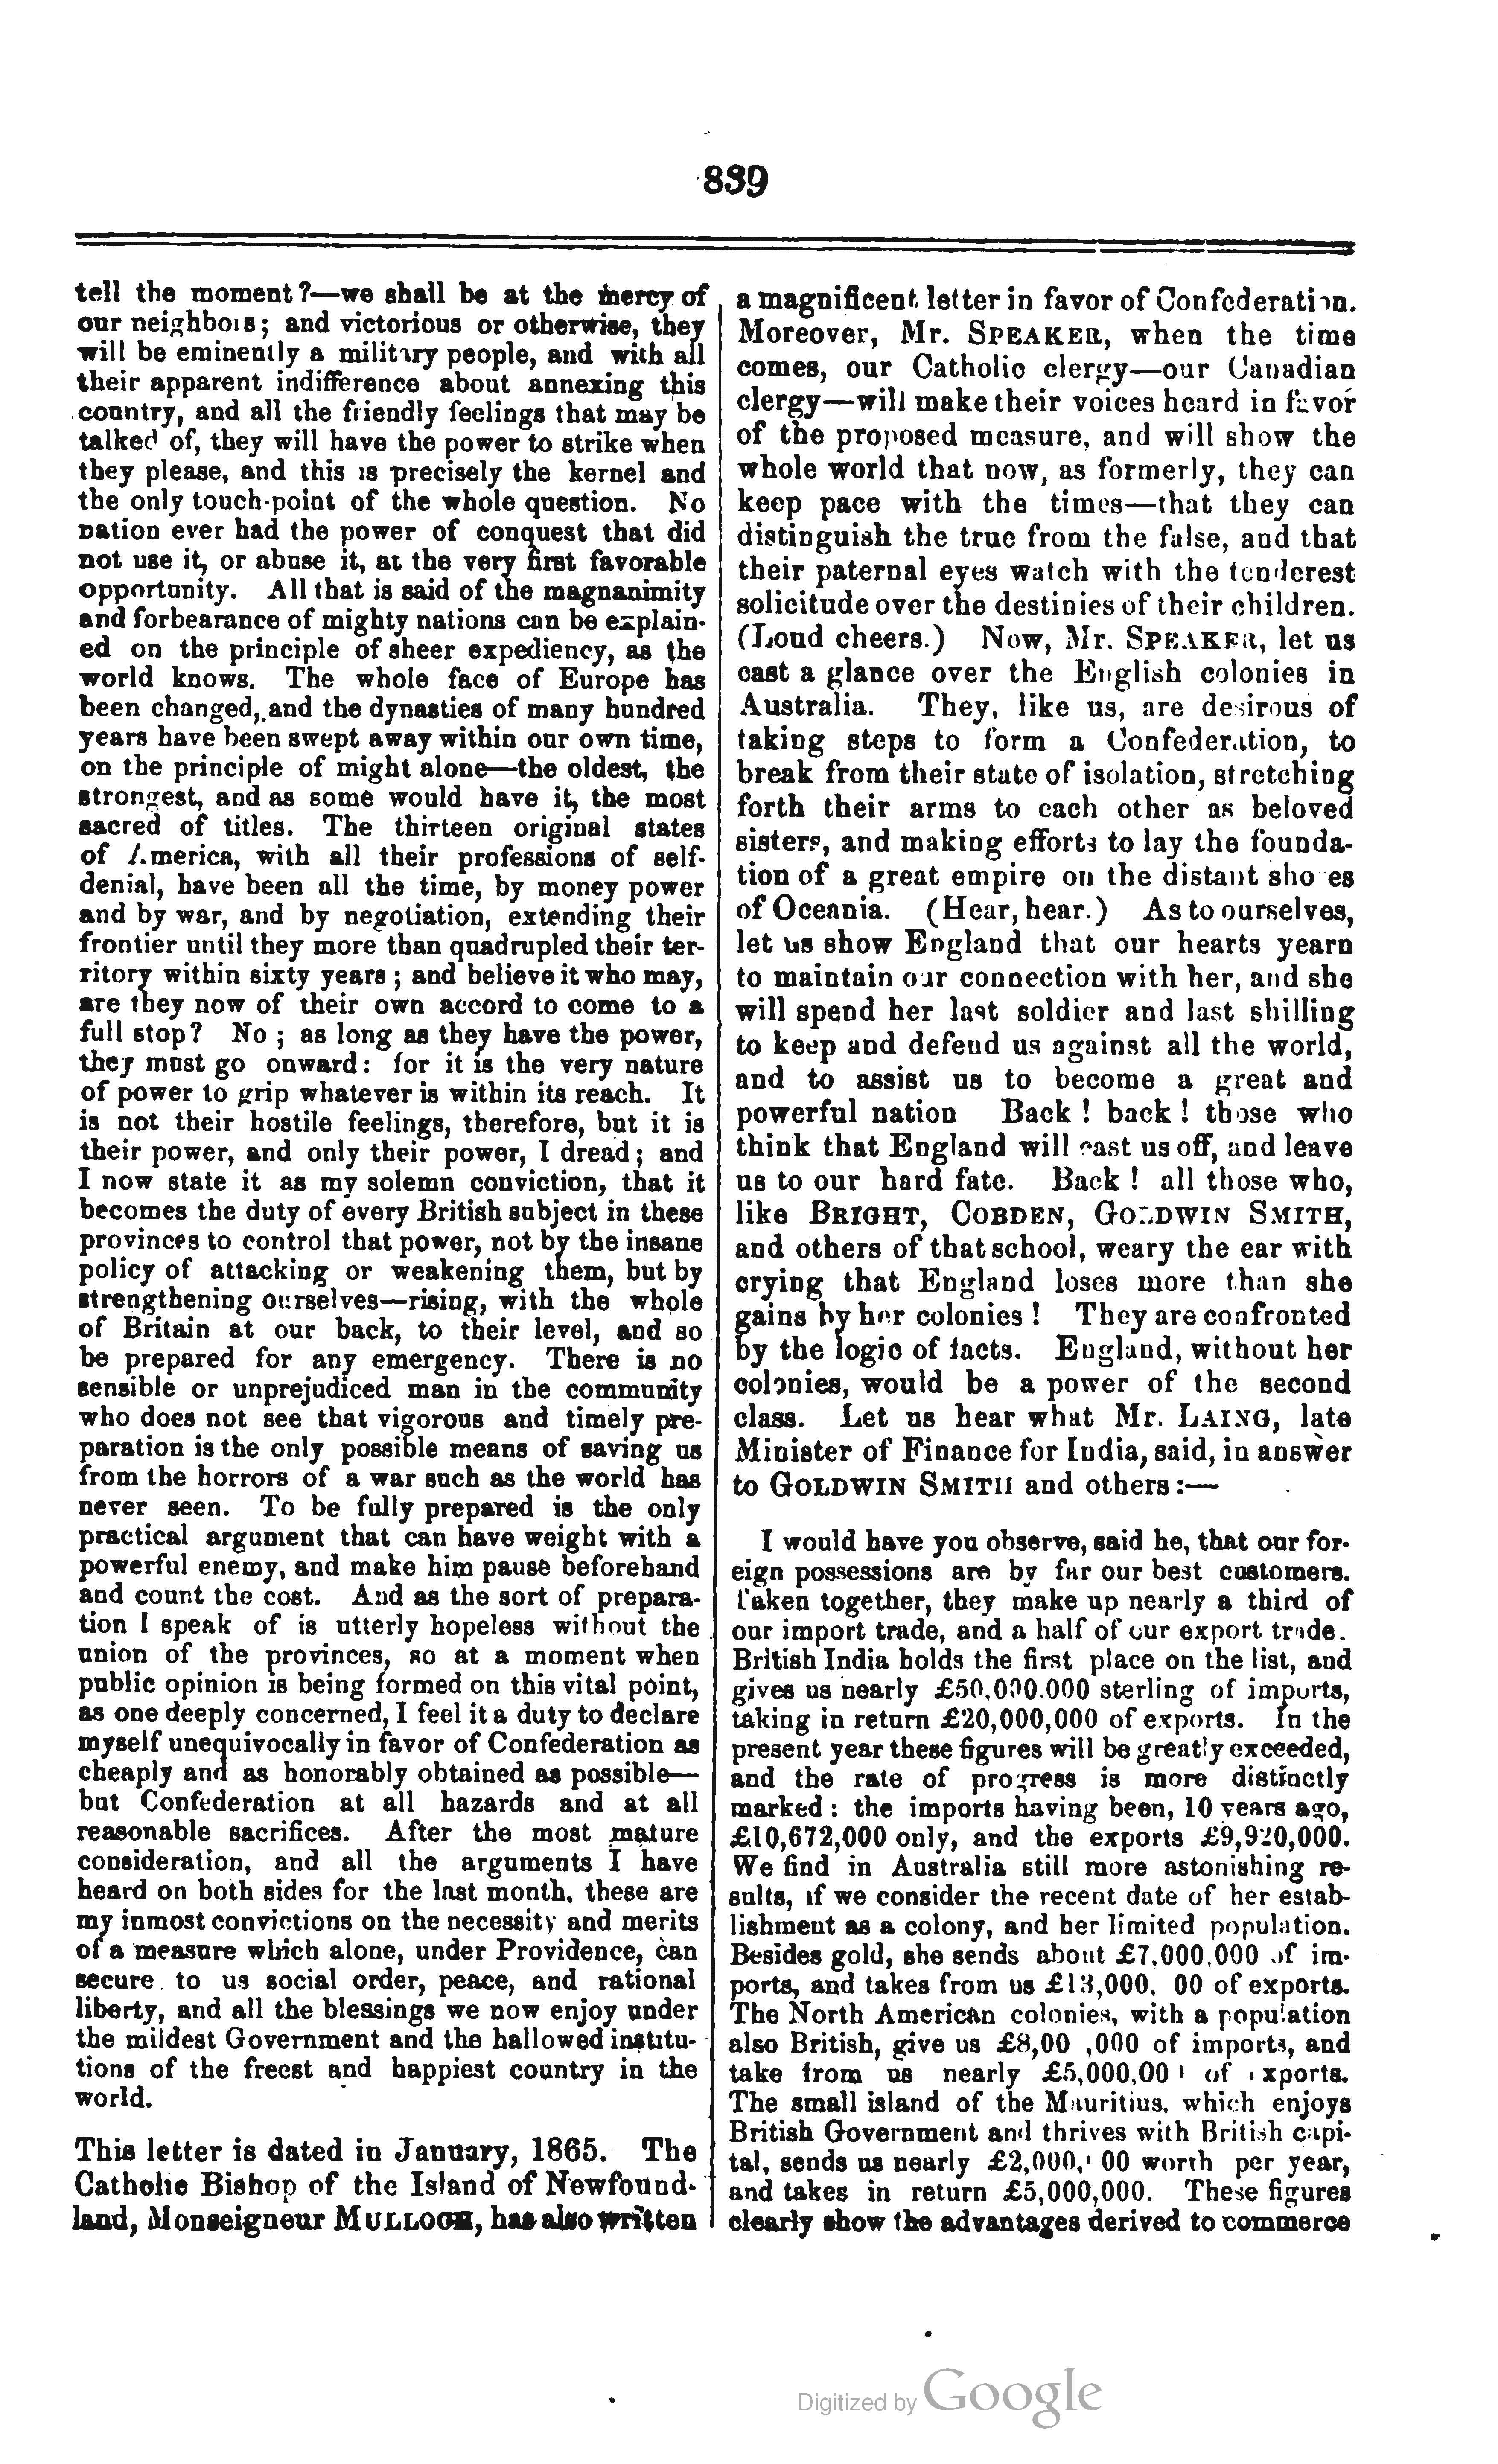 839
tell the moment?—we shall be at the mercy of
our neighbors; and victorious or otherwise, they
will be eminently a military people, and with all
their apparent indifference about annexing this
country, and all the friendly feelings that may be
talked of, they will have the power to strike when
they please, and this is precisely the kernel and
the only touch-point of the whole question. No
nation ever had the power of conquest that did
not use it, or abuse it, at the very first favorable
opportunity. All that is said of the magnanimity
and forbearance of mighty nations can be explain-
ed on the principle of sheer expediency, as the
world knows. The whole face of Europe has
been changed, and the dynasties of many hundred
years have been swept away within our own time,
on the principle of might alone—the oldest, the
strongest, and as some would have it, the most
sacred of titles. The thirteen original states
of America, with all their professions of self-
denial, have been all the time, by money power
and by war, and by negotiation, extending their
frontier until they more than quadrupled their ter-
ritory within sixty years; and believe it who may,
are they now of their own accord to come to a
full stop? No; as long as they have the power,
they must go onward: for it is the very nature
of power to grip whatever is within its reach. It
is not their hostile feelings, therefore, but it is
their power, and only their power, I dread; and
I now state it as my solemn conviction, that it
becomes the duty of every British subject in these
provinces to control that power, not by the insane
policy of attacking or weakening them, but by
strengthening ourselves—rising, with the whole
of Britain at our back, to their level, and so
be prepared for any emergency. There is no
sensible or unprejudiced man in the community
who does not see that vigorous and timely pre-
paration is the only possible means of saving us
from the horrors of a war such as the world has
never seen. To be fully prepared is the only
practical argument that can have weight with a
powerful enemy, and make him pause beforehand
and count the cost. And as the sort of prepara-
tion I speak of is utterly hopeless without the
union of the provinces, so at a moment when
public opinion is being formed on this vital point,
as one deeply concerned, I feel it a duty to declare
myself unequivocally in favor of Confederation as
cheaply and as honorably obtained as possible—
but Confederation at all hazards and at all
reasonable sacrifices. After the most mature
consideration, and all the arguments I have
heard on both sides for the last month, these are
my inmost convictions on the necessity and merits
of a measure which alone, under Providence, can
secure to us social order, peace, and rational
liberty, and all the blessings we now enjoy under
the mildest Government and the hallowed institu-
tions of the freest and happiest country in the
world.
This letter is dated in January, 1865. The
Catholic Bishop of the Island of Newfound-
land, Monseigneur MULLOCH, has also written
a magnificent letter in favor of Confederation.
Moreover, Mr. SPEAKER, when the time
comes, our Catholic clergy—our Canadian
clergy—will make their voices heard in favor
of the proposed measure, and will show the
whole world that now, as formerly, they can
keep pace with the times—that they can
distinguish the true from the false, and that
their paternal eyes watch with the tenderest
solicitude over the destinies of their children.
(Loud cheers.) Now, Mr. SPEAKER, let us
cast a glance over the English colonies in
Australia. They, like us, are desirous of
taking steps to form a Confederation, to
break from their state of isolation, stretching
forth their arms to each other as beloved
sisters, and making efforts to lay the founda-
tion of a great empire on the distant shores
of Oceania. (Hear, hear.) As to ourselves,
let us show England that our hearts yearn
to maintain our connection with her, and she
will spend her last soldier and last shilling
to keep and defend us against all the world,
and to assist us to become a great and
powerful nation Back! back! those who
think that England will cast us off, and leave
us to our hard fate. Back! all those who,
like BRIGHT, COBDEN, GOLDWIN SMITH,
and others of that school, weary the ear with
crying that England loses more than she
gains by her colonies! They are confronted
by the logic of facts. England, without her
colonies, would be a power of the second
class. Let us hear what Mr. LAING, late
Minister of Finance for India, said, in answer
to GOLDWIN SMITH and others:—
I would have you observe, said he, that our for-
eign possessions are by far our best customers.
Taken together, they make up nearly a third of
our import trade, and a half of our export trade.
British India holds the first place on the list, and
gives us nearly £50,000.000 sterling of imports,
taking in return £20,000,000 of exports. In the
present year these figures will be greatly exceeded,
and the rate of progress is more distinctly
marked: the imports having been, 10 years ago,
£10,672,000 only, and the exports £9,920,000.
We find in Australia still more astonishing re-
sults, if we consider the recent date of her estab-
lishment as a colony, and her limited population.
Besides gold, she sends about £7,000,000 of im-
ports, and takes from us £13,000, 00 of exports.
The North American colonies, with a population
also British, give us £8,00 ,000 of imports, and
take from us nearly £5,000,00 of exports.
The small island of the Mauritius, which enjoys
British Government and thrives with British capi-
tal, sends us nearly £2,000, 00 worth per year,
and takes in return £5,000,000. These figures
clearly show the advantages derived to commerce
Digitized by Google